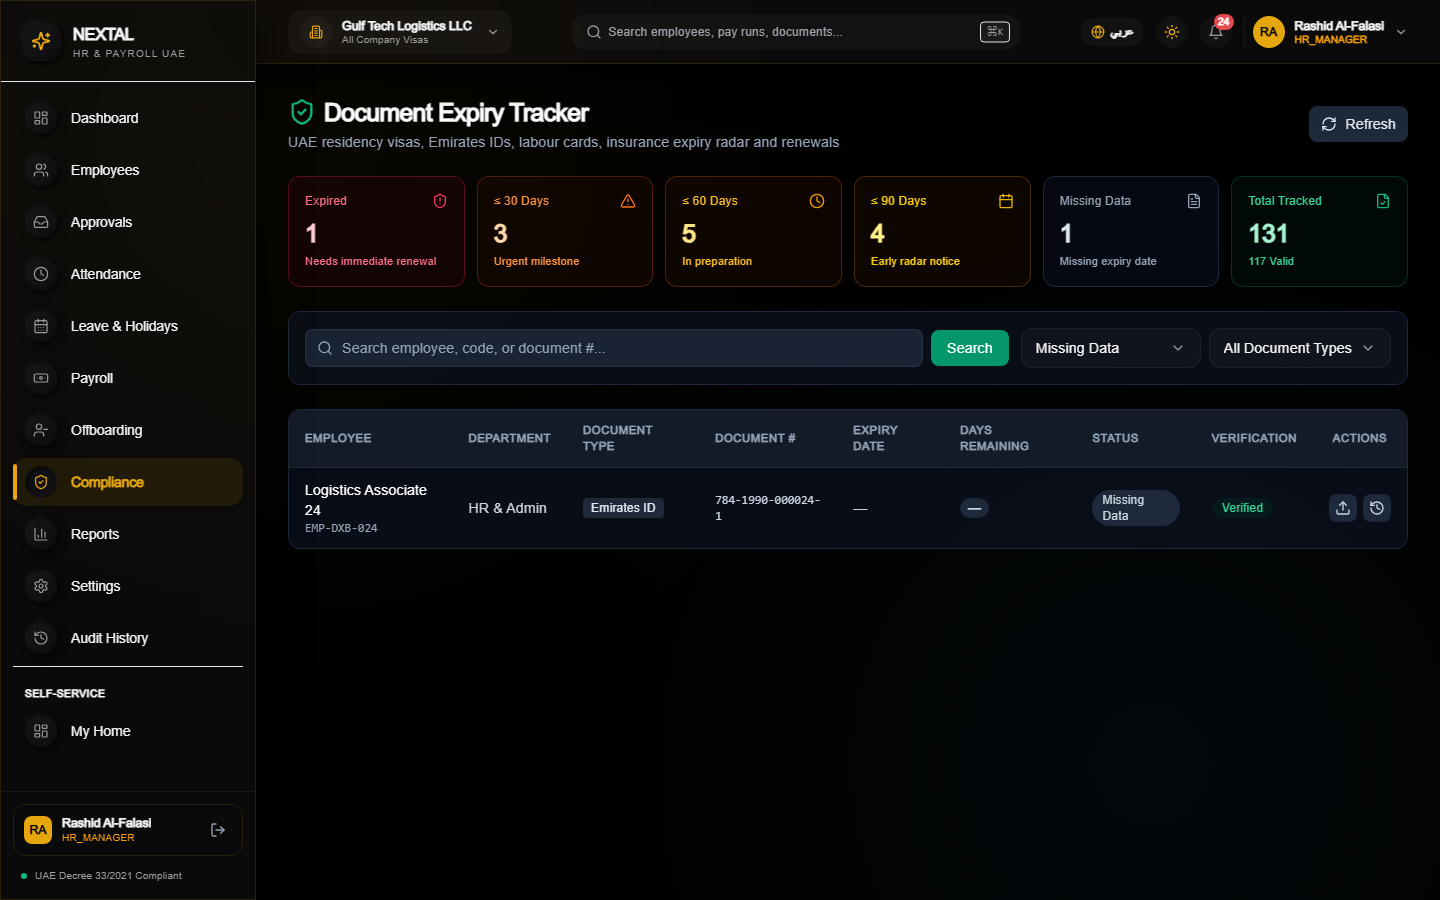 NEXTAL
HR & PAYROLL UAE
Dashboard
Employees
Approvals
Attendance
Leave & Holidays
Payroll
Offboarding
Compliance
Reports
Settings
Audit History
SELF-SERVICE
My Home
RA
Rashid Al-Falasi
HR_MANAGER
UAE Decree 33/2021 Compliant
Gulf Tech Logistics LLC
All Company Visas
Search employees, pay runs, documents...
⌘K
عربي
24
RA
Rashid Al-Falasi
HR_MANAGER
Document Expiry Tracker
UAE residency visas, Emirates IDs, labour cards, insurance expiry radar and renewals
Refresh
Expired
1
Needs immediate renewal
≤ 30 Days
3
Urgent milestone
≤ 60 Days
5
In preparation
≤ 90 Days
4
Early radar notice
Missing Data
1
Missing expiry date
Total Tracked
131
117 Valid
Search employee, code, or document #...
Search
Missing Data
All Document Types
EMPLOYEE
DEPARTMENT
DOCUMENT
TYPE
DOCUMENT #
EXPIRY
DATE
DAYS
REMAINING
STATUS
VERIFICATION
ACTIONS
Logistics Associate
24
EMP-DXB-024
HR & Admin
Emirates ID
784-1990-000024-
1
—
—
Missing
Data
Verified